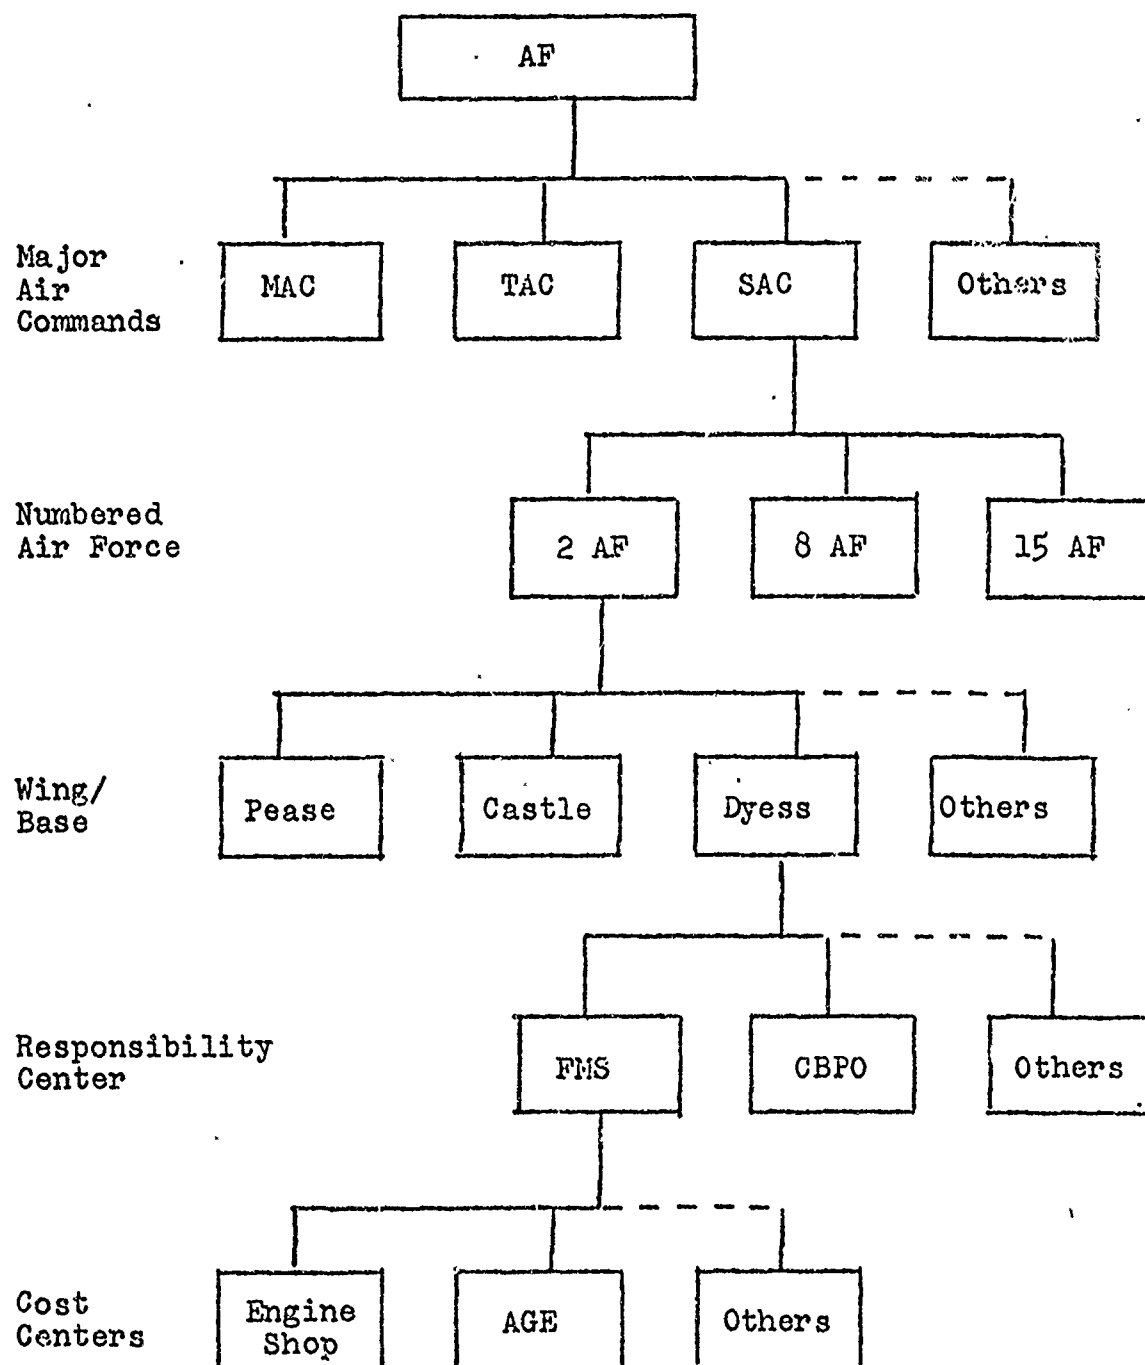 AF
Major
Air
Commands
MAC
TAC
SAC
Others
Numbered
Air Force
2 AF
8 AF
15 AF
Wing/
Base
Pease
Castle
Dyess
Others
Responsibility
Center
FMS
CBPO
Others
Cost
Centers
Engine
Shop
AGE
Others